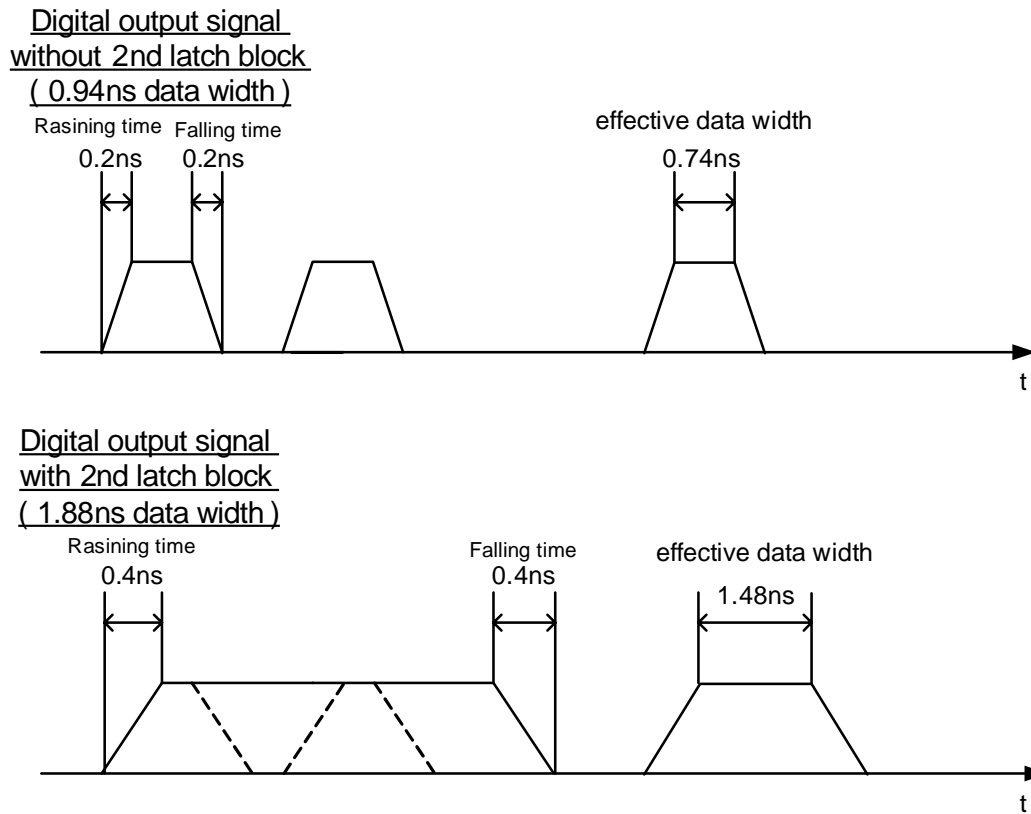 Digital output signal
without 2nd latch block
( 0.94ns data width )
Rasining time
Falling time
0.2ns
0.2ns
effective data width
0.74ns
t
Digital output signal
with 2nd latch block
( 1.88ns data width )
Rasining time
0.4ns
Falling time
0.4ns
effective data width
1.48ns
t